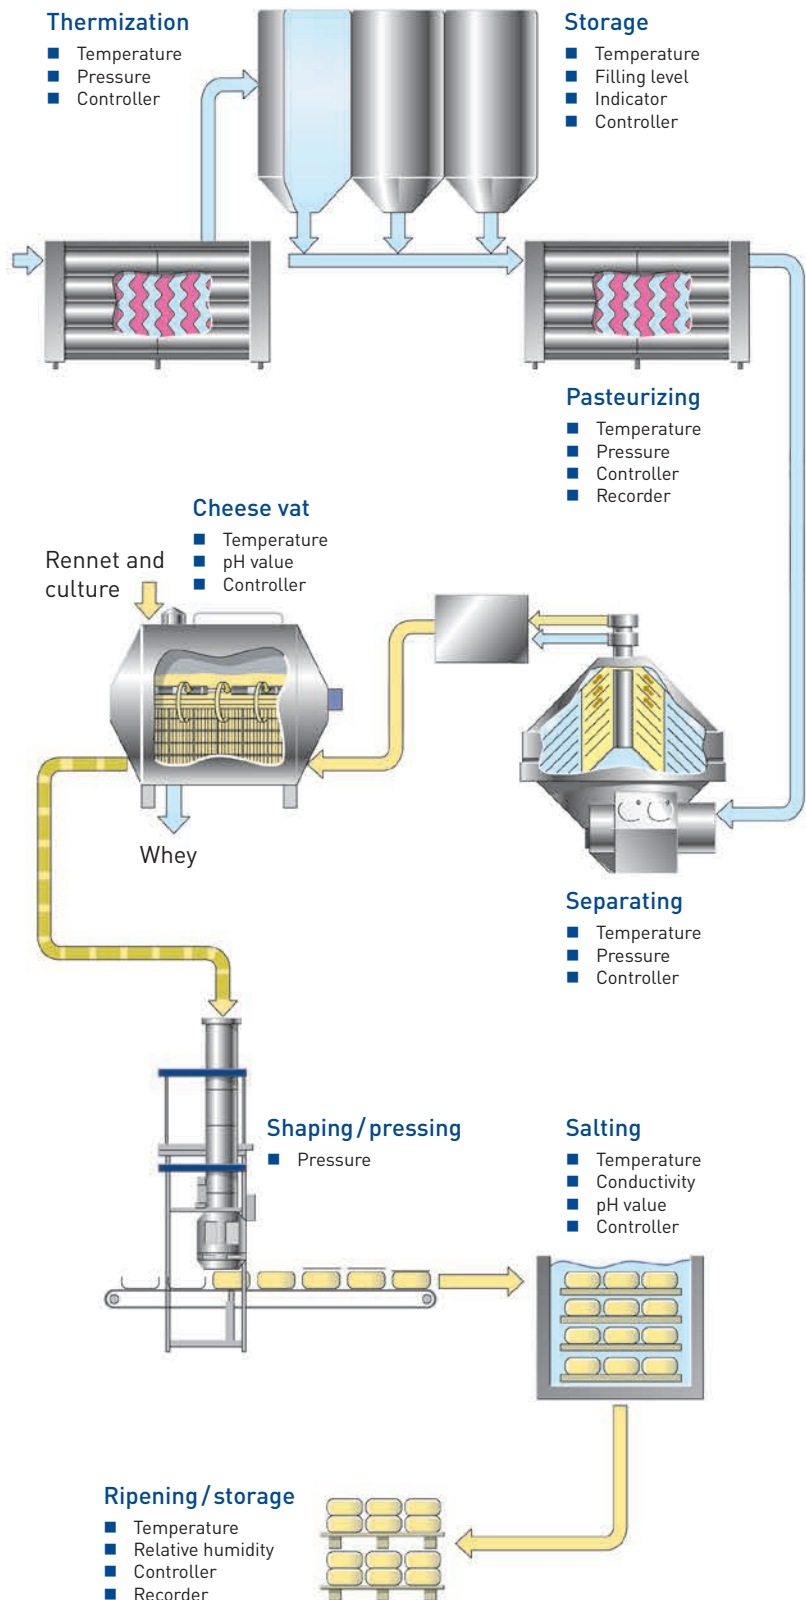 Thermization
■ Temperature
■ Pressure
■ Controller
Storage
■ Temperature
■ Filling level
■ Indicator
■ Controller
Pasteurizing
■ Temperature
■ Pressure
■ Controller
■ Recorder
Cheese vat
■ Temperature
■ pH value
■ Controller
Rennet and
culture
Whey
Separating
■ Temperature
■ Pressure
■ Controller
Shaping / pressing
■ Pressure
Salting
■ Temperature
■ Conductivity
■ pH value
■ Controller
Ripening / storage
■ Temperature
■ Relative humidity
■ Controller
■ Recorder